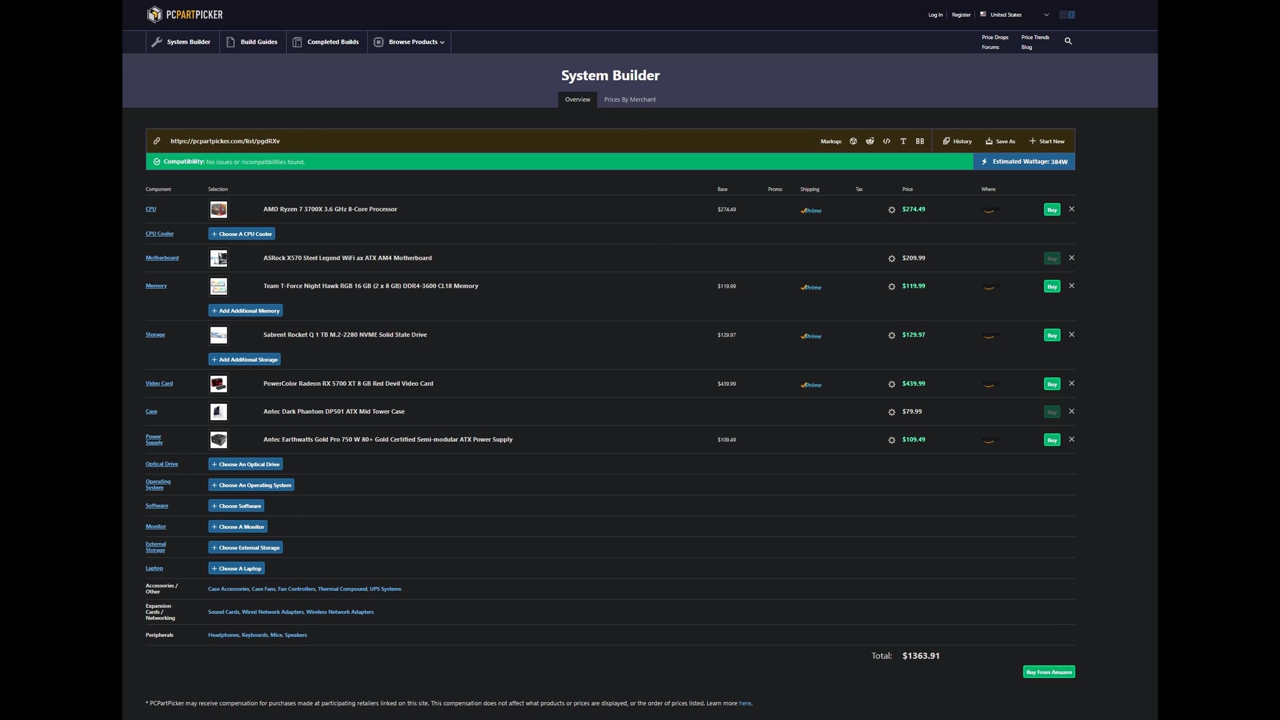 PCPARTPICKER
Log In Register United States
System Builder Build Guides Completed Builds Browse Products
Price Drops Price Trends
Forums Blog
System Builder
Overview Prices By Merchant
https://pcpartpicker.com/list/pgdRXv Markup: T BB History Save As + Start New
Compatibility: No issues or incompatibilities found. Estimated Wattage: 384W
Component Selection Base Promo Shipping Tax Price Where
CPU AMD Ryzen 7 3700X 3.6 GHz 8-Core Processor $274.49 Prime $274.49 Buy
CPU Cooler + Choose A CPU Cooler
Motherboard ASRock X570 Steel Legend WiFi ax ATX AM4 Motherboard $209.99 Buy
Memory Team T-Force Night Hawk RGB 16 GB (2 x 8 GB) DDR4-3600 CL18 Memory $119.99 Prime $119.99 Buy
+ Add Additional Memory
Storage Sabrent Rocket Q 1 TB M.2-2280 NVME Solid State Drive $129.97 Prime $129.97 Buy
+ Add Additional Storage
Video Card PowerColor Radeon RX 5700 XT 8 GB Red Devil Video Card $439.99 Prime $439.99 Buy
Case Antec Dark Phantom DP501 ATX Mid Tower Case $79.99 Buy
Power Supply Antec Earthwatts Gold Pro 750 W 80+ Gold Certified Semi-modular ATX Power Supply $109.49 $109.49 Buy
Optical Drive + Choose An Optical Drive
Operating System + Choose An Operating System
Software + Choose Software
Monitor + Choose A Monitor
External Storage + Choose External Storage
Laptop + Choose A Laptop
Accessories / Other Case Accessories, Case Fans, Fan Controllers, Thermal Compound, UPS Systems
Expansion Cards / Networking Sound Cards, Wired Network Adapters, Wireless Network Adapters
Peripherals Headphones, Keyboards, Mice, Speakers
Total: $1363.91
Buy From Amazon
* PCPartPicker may receive compensation for purchases made at participating retailers linked on this site. This compensation does not affect what products or prices are displayed, or the order of prices listed. Learn more here.